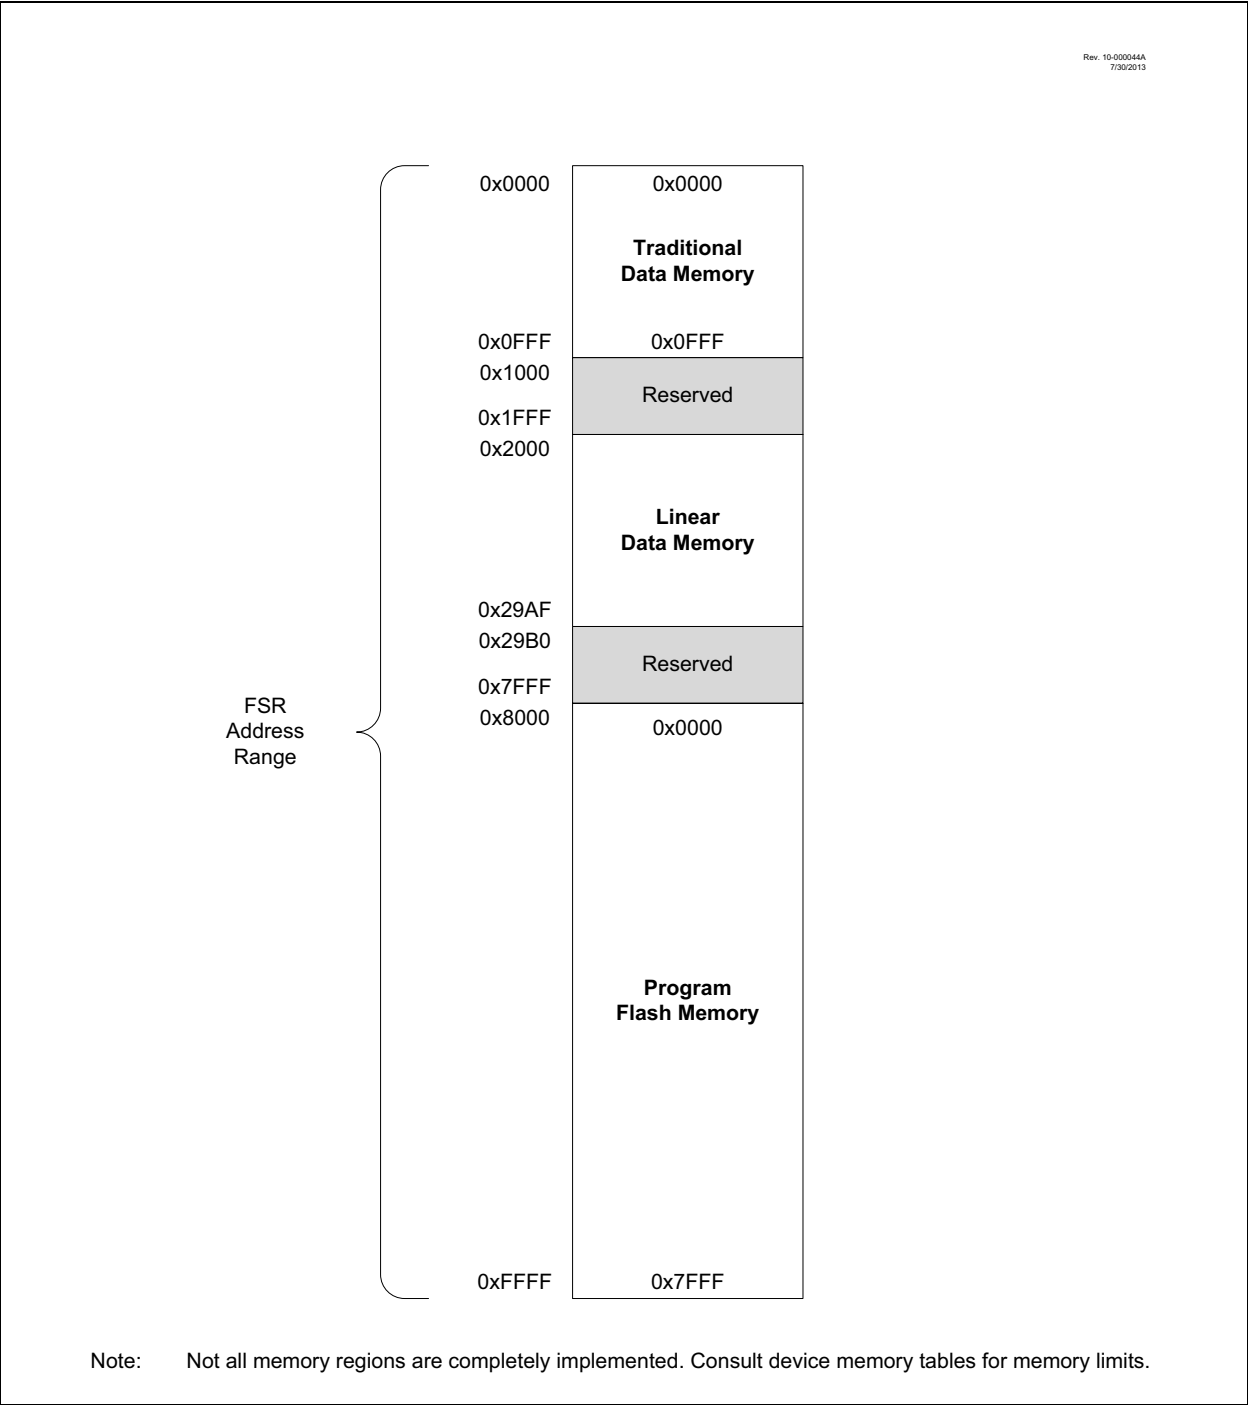 Rev. 10-000044A
7/30/2013
0x0000 0x0000
Traditional
Data Memory
0x0FFF 0x0FFF
0x1000
Reserved
0x1FFF
0x2000
Linear
Data Memory
0x29AF
0x29B0
Reserved
0x7FFF
0x8000 0x0000
FSR
Address
Range
Program
Flash Memory
0xFFFF 0x7FFF
Note: Not all memory regions are completely implemented. Consult device memory tables for memory limits.